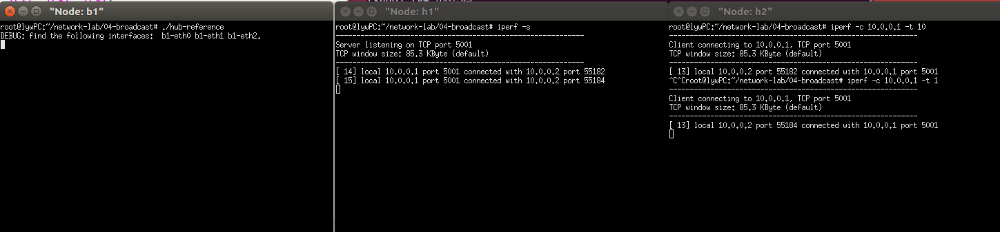 "Node: b1"
root@lywPC:~/network-lab/04-broadcast# ./hub-reference
DEBUG: find the following interfaces:  b1-eth0 b1-eth1 b1-eth2.
"Node: h1"
root@lywPC:~/network-lab/04-broadcast# iperf -s
------------------------------------------------------------
Server listening on TCP port 5001
TCP window size: 85.3 KByte (default)
------------------------------------------------------------
[ 14] local 10.0.0.1 port 5001 connected with 10.0.0.2 port 55182
[ 15] local 10.0.0.1 port 5001 connected with 10.0.0.2 port 55184
"Node: h2"
root@lywPC:~/network-lab/04-broadcast# iperf -c 10.0.0.1 -t 10
------------------------------------------------------------
Client connecting to 10.0.0.1, TCP port 5001
TCP window size: 85.3 KByte (default)
------------------------------------------------------------
[ 13] local 10.0.0.2 port 55182 connected with 10.0.0.1 port 5001
^C^Croot@lywPC:~/network-lab/04-broadcast# iperf -c 10.0.0.1 -t 1
------------------------------------------------------------
Client connecting to 10.0.0.1, TCP port 5001
TCP window size: 85.3 KByte (default)
------------------------------------------------------------
[ 13] local 10.0.0.2 port 55184 connected with 10.0.0.1 port 5001